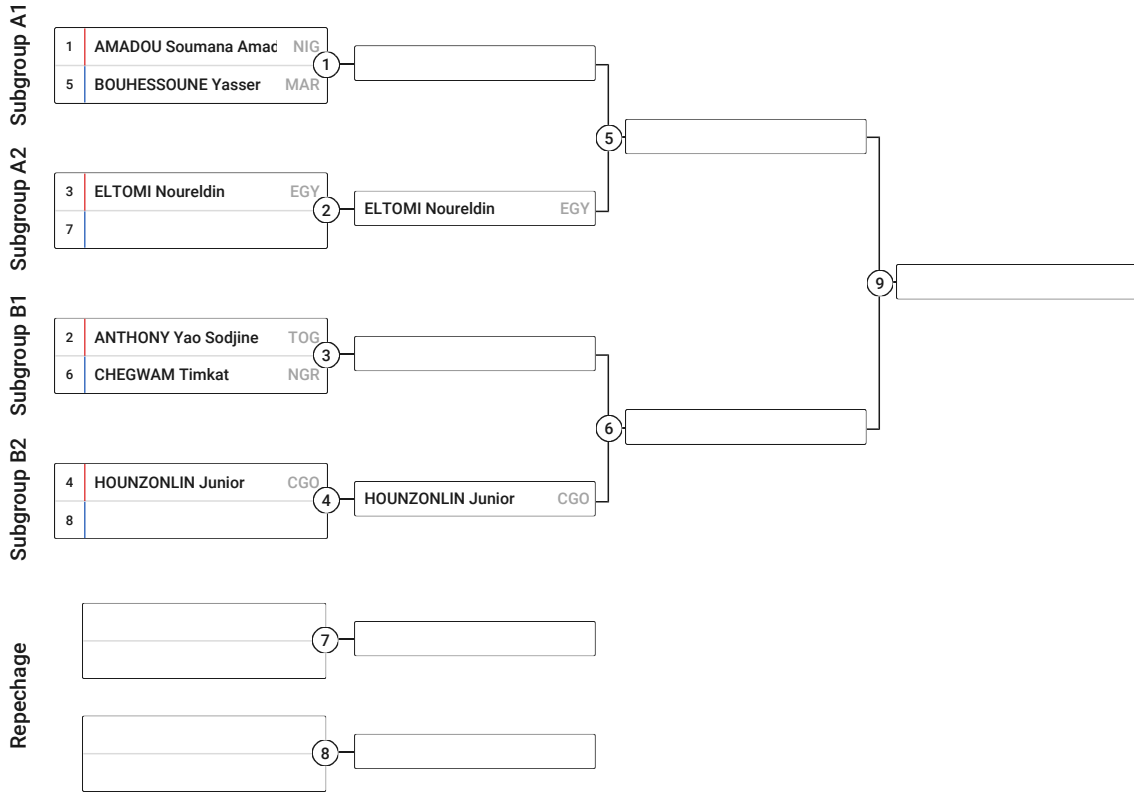 Subgroup A1
1 AMADOU Soumana Amad NIG
5 BOUHESSOUNE Yasser MAR
1
5
Subgroup A2
3 ELTOMI Noureldin EGY
7
2
ELTOMI Noureldin EGY
9
Subgroup B1
2 ANTHONY Yao Sodjine TOG
6 CHEGWAM Timkat NGR
3
6
Subgroup B2
4 HOUNZONLIN Junior CGO
8
4
HOUNZONLIN Junior CGO
Repechage
7
8